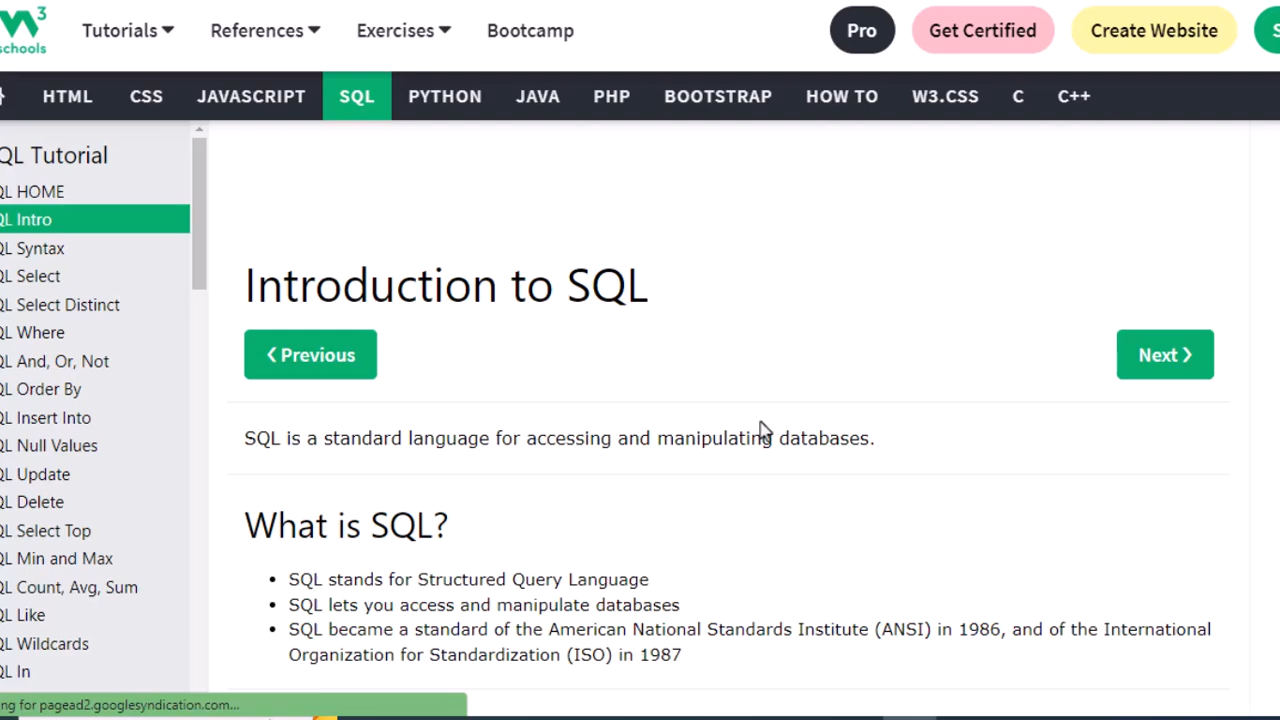 3
schools
Tutorials
References
Exercises
Bootcamp
Pro
Get Certified
Create Website
S
HTML
CSS
JAVASCRIPT
SQL
PYTHON
JAVA
PHP
BOOTSTRAP
HOW TO
W3.CSS
C
C++
QL Tutorial
QL HOME
QL Intro
QL Syntax
QL Select
QL Select Distinct
QL Where
QL And, Or, Not
QL Order By
QL Insert Into
QL Null Values
QL Update
QL Delete
QL Select Top
QL Min and Max
QL Count, Avg, Sum
QL Like
QL Wildcards
QL In
Introduction to SQL
❮ Previous
Next ❯
SQL is a standard language for accessing and manipulating databases.
What is SQL?
• SQL stands for Structured Query Language
• SQL lets you access and manipulate databases
• SQL became a standard of the American National Standards Institute (ANSI) in 1986, and of the International
Organization for Standardization (ISO) in 1987
ng for pagead2.googlesyndication.com...